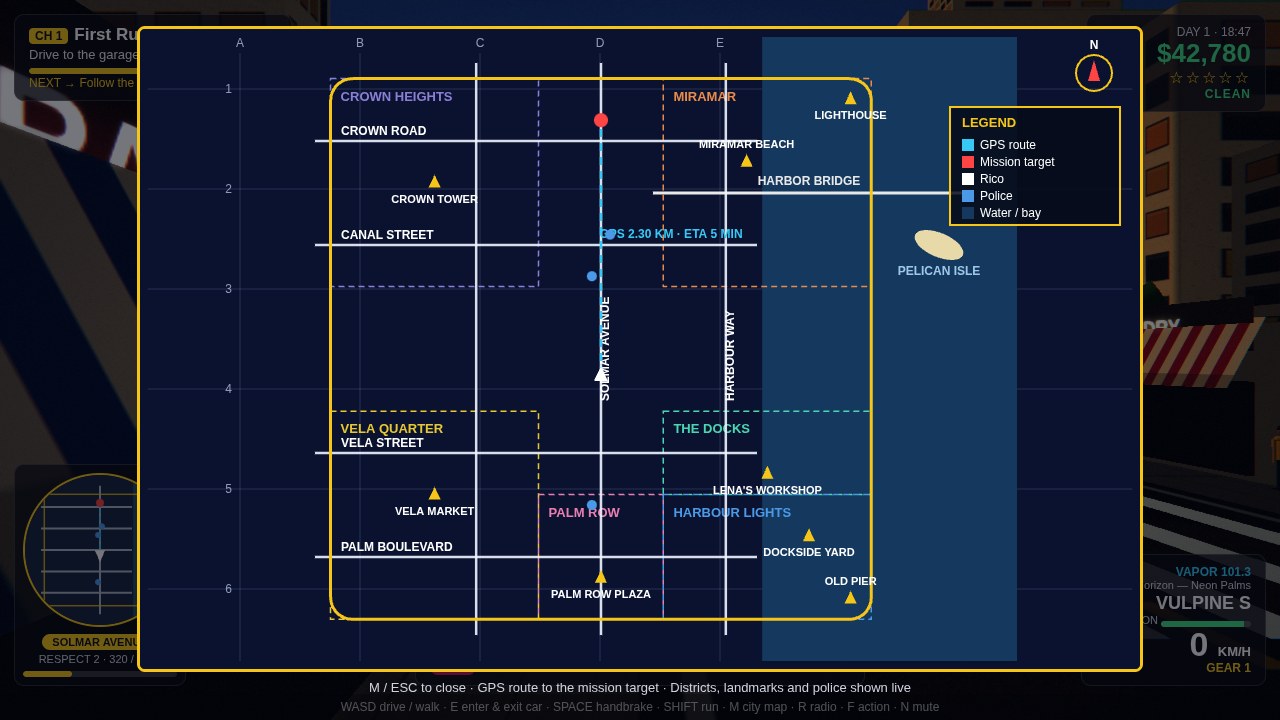 CH 1 First Ru
Drive to the garage
NEXT → Follow the
DAY 1 · 18:47
$42,780
☆☆☆☆☆
CLEAN
A B C D E
N
1
2
3
4
5
6
CROWN HEIGHTS
MIRAMAR
LIGHTHOUSE
CROWN ROAD
MIRAMAR BEACH
HARBOR BRIDGE
CROWN TOWER
CANAL STREET
GPS 2.30 KM · ETA 5 MIN
PELICAN ISLE
SOLMAR AVENUE
HARBOUR WAY
LEGEND
GPS route
Mission target
Rico
Police
Water / bay
VELA QUARTER
VELA STREET
THE DOCKS
LENA'S WORKSHOP
VELA MARKET
PALM ROW
HARBOUR LIGHTS
PALM BOULEVARD
DOCKSIDE YARD
OLD PIER
PALM ROW PLAZA
SOLMAR AVENU
RESPECT 2 · 320 /
VAPOR 101.3
orizon — Neon Palms
VULPINE S
ON
0 KM/H
GEAR 1
M / ESC to close · GPS route to the mission target · Districts, landmarks and police shown live
WASD drive / walk · E enter & exit car · SPACE handbrake · SHIFT run · M city map · R radio · F action · N mute